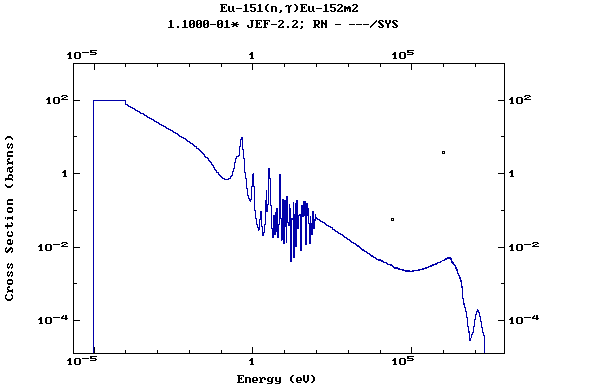 Eu-151(n,γ)Eu-152m2
1.1000-01* JEF-2.2; RN - ---/SYS
10^-5 1 10^5
10^2 10^2
1 1
10^-2 10^-2
10^-4 10^-4
10^-5 1 10^5
Cross Section (barns)
Energy (eV)